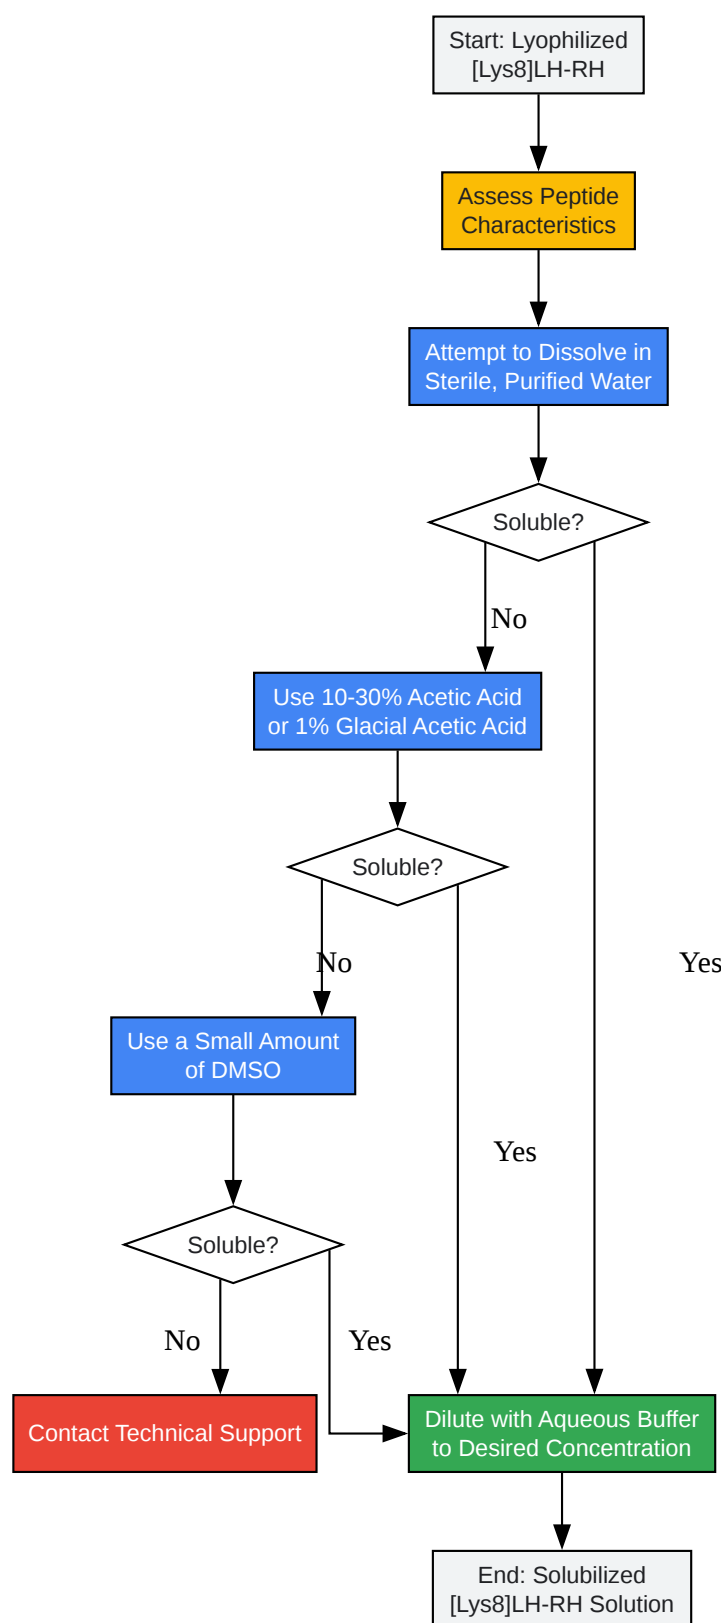 Start: Lyophilized
[Lys8]LH-RH
Assess Peptide
Characteristics
Attempt to Dissolve in
Sterile, Purified Water
Soluble?
No
Use 10-30% Acetic Acid
or 1% Glacial Acetic Acid
Soluble?
No
Yes
Use a Small Amount
of DMSO
Yes
Soluble?
No
Yes
Contact Technical Support
Dilute with Aqueous Buffer
to Desired Concentration
End: Solubilized
[Lys8]LH-RH Solution